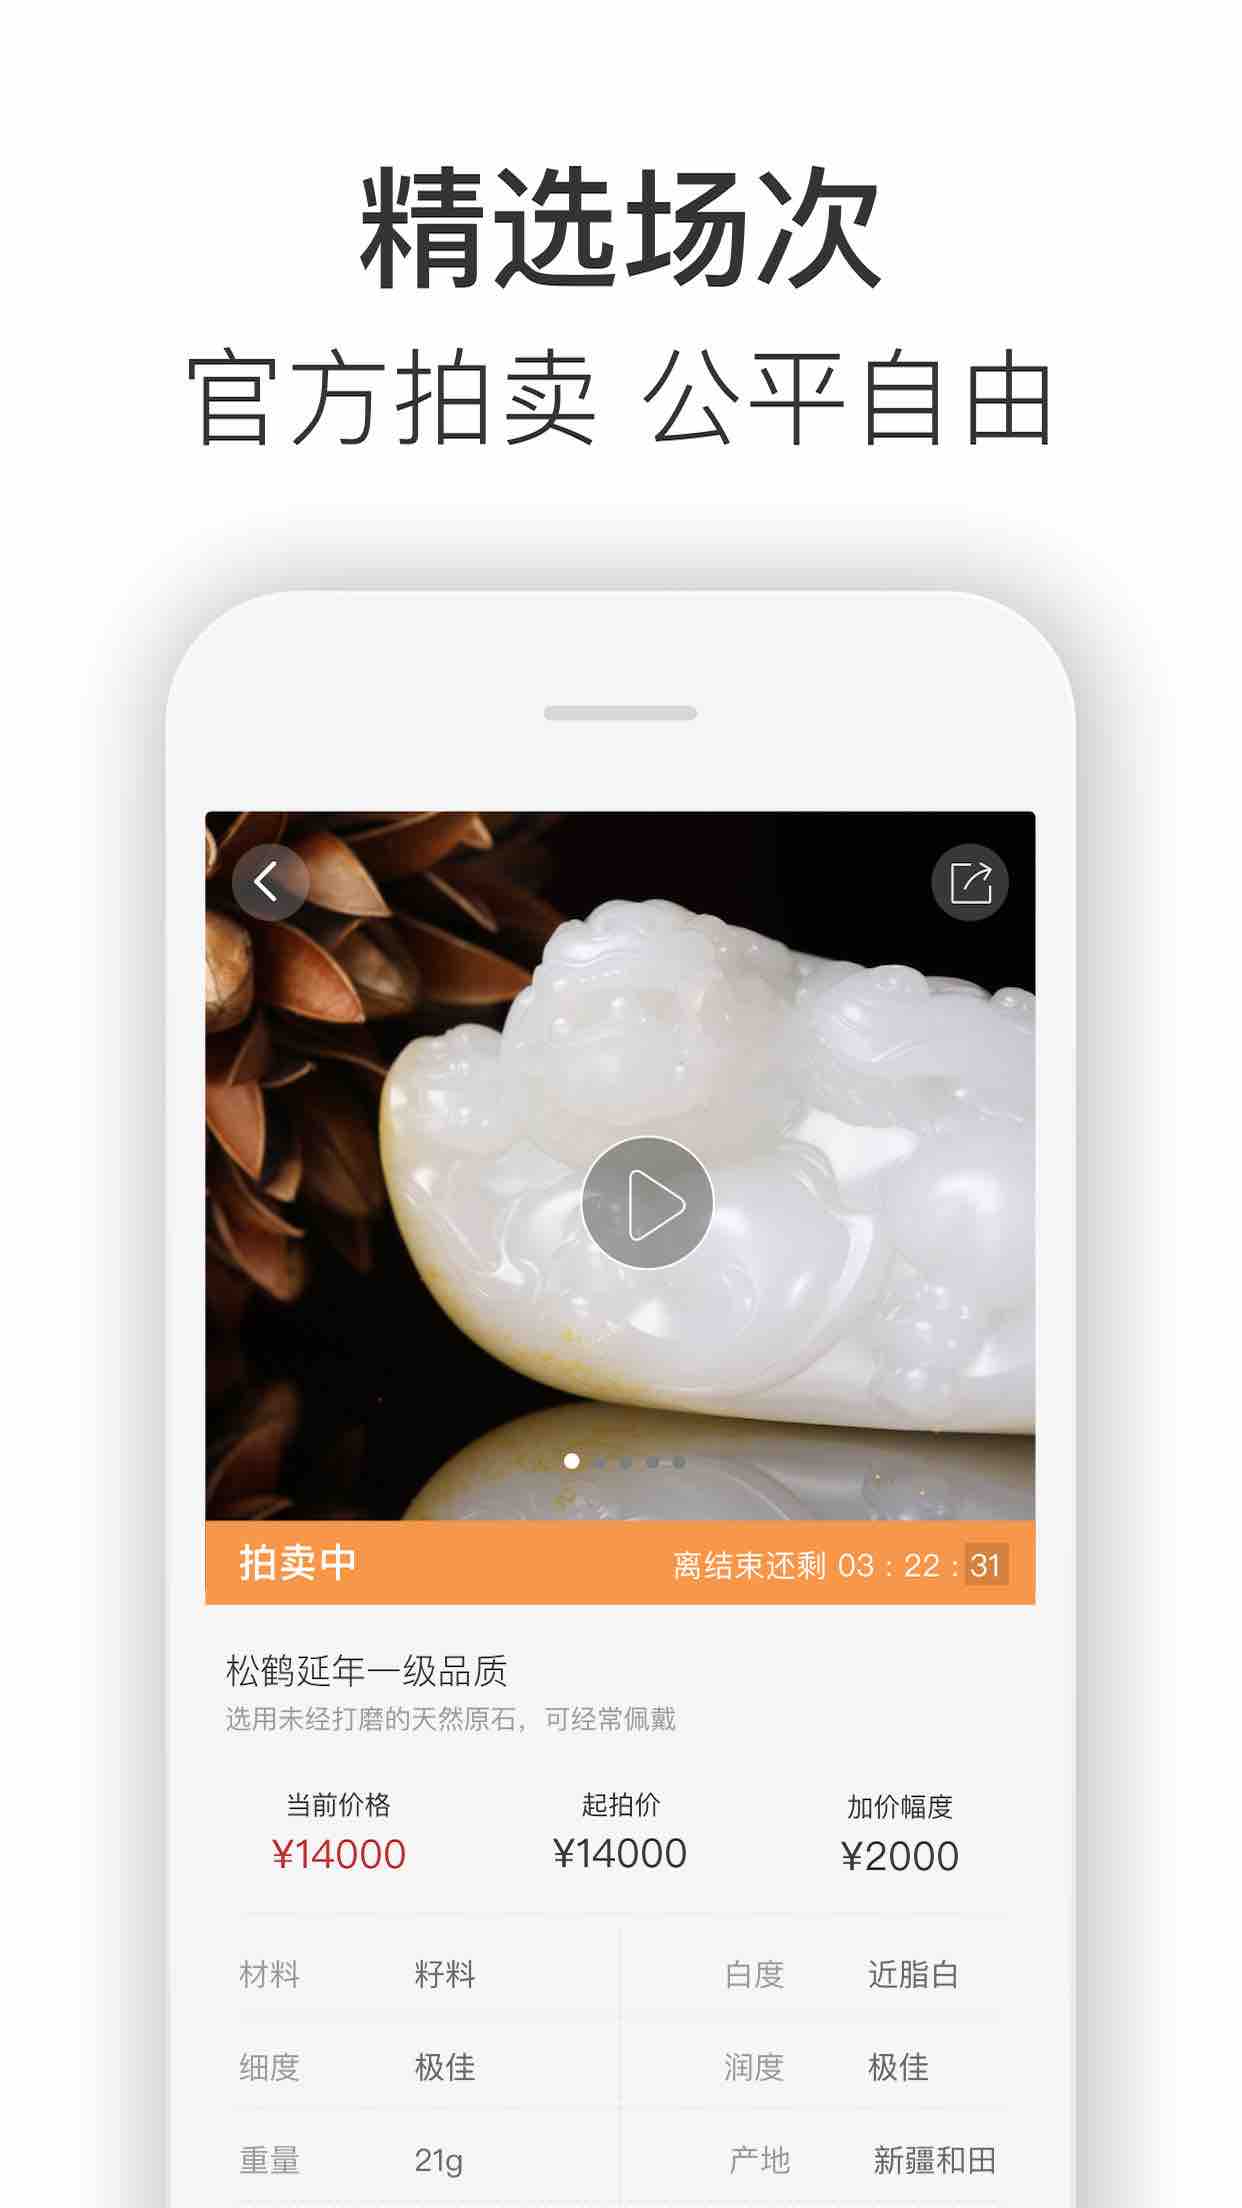 精选场次
官方拍卖 公平自由
拍卖中 离结束还剩 03 : 22 : 31
松鹤延年一级品质
选用未经打磨的天然原石，可经常佩戴
当前价格 起拍价 加价幅度
¥14000 ¥14000 ¥2000
材料 籽料 白度 近脂白
细度 极佳 润度 极佳
重量 21g 产地 新疆和田